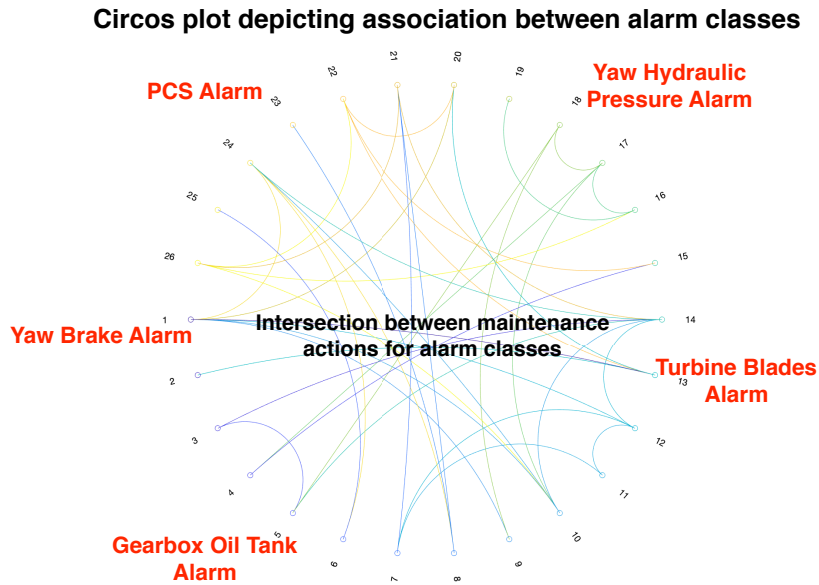 Circos plot depicting association between alarm classes
21
20
22
19
Yaw Hydraulic
Pressure Alarm
PCS Alarm
23
18
24
17
25
16
26
15
1
14
Yaw Brake Alarm
Intersection between maintenance
actions for alarm classes
2
13
Turbine Blades
Alarm
3
12
4
11
5
10
Gearbox Oil Tank
Alarm
6
9
7
8